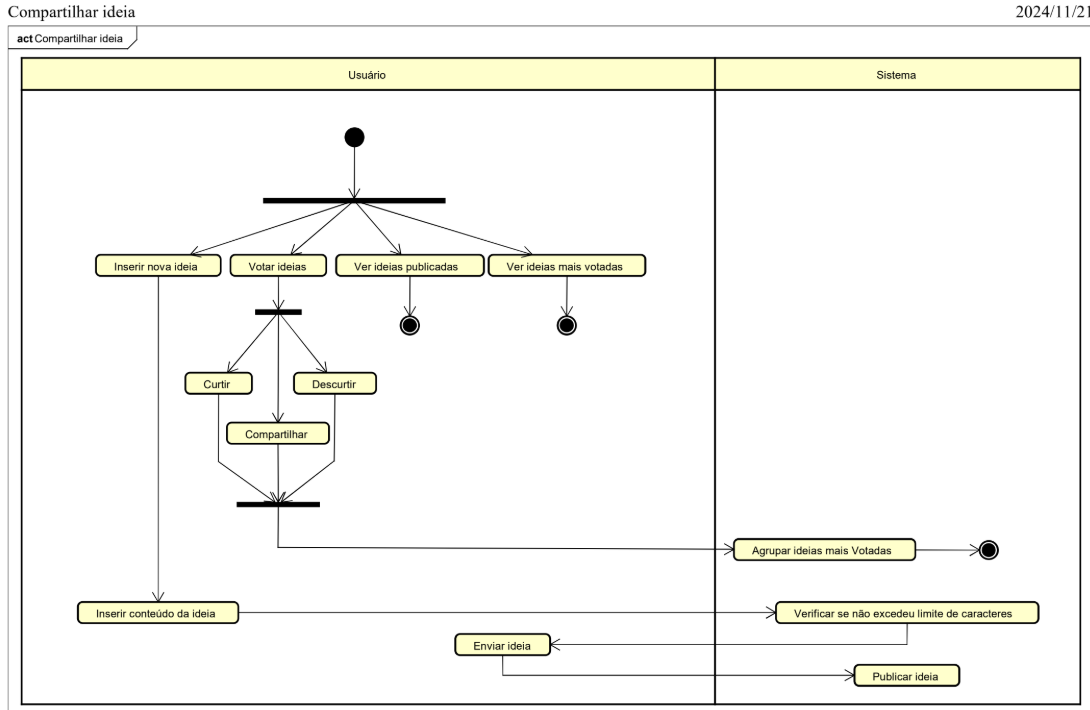 Compartilhar ideia
2024/11/21
act Compartilhar ideia
Usuário
Sistema
Inserir nova ideia
Votar ideias
Ver ideias publicadas
Ver ideias mais votadas
Curtir
Descurtir
Compartilhar
Agrupar ideias mais Votadas
Inserir conteúdo da ideia
Verificar se não excedeu limite de caracteres
Enviar ideia
Publicar ideia